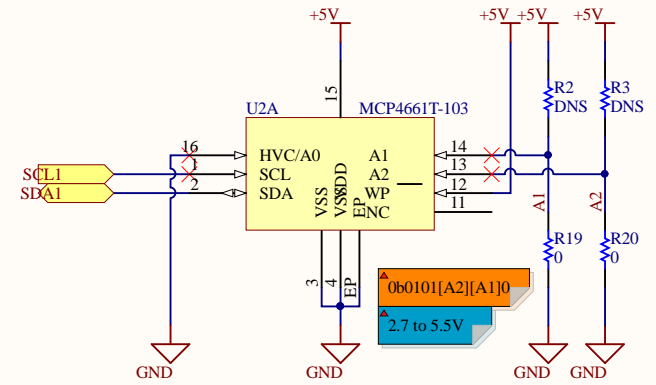 +5V
+5V
+5V
+5V
U2A
MCP4661T-103
15
R2
DNS
R3
DNS
16
HVC/A0
A1
14
SCL1
1
SCL
A2
13
SDA1
2
SDA
WP
12
NC
11
VSS
VSS
VDD
EP
3
4
EP
A1
A2
R19
0
R20
0
0b0101[A2][A1]0
2.7 to 5.5V
GND
GND
GND
GND